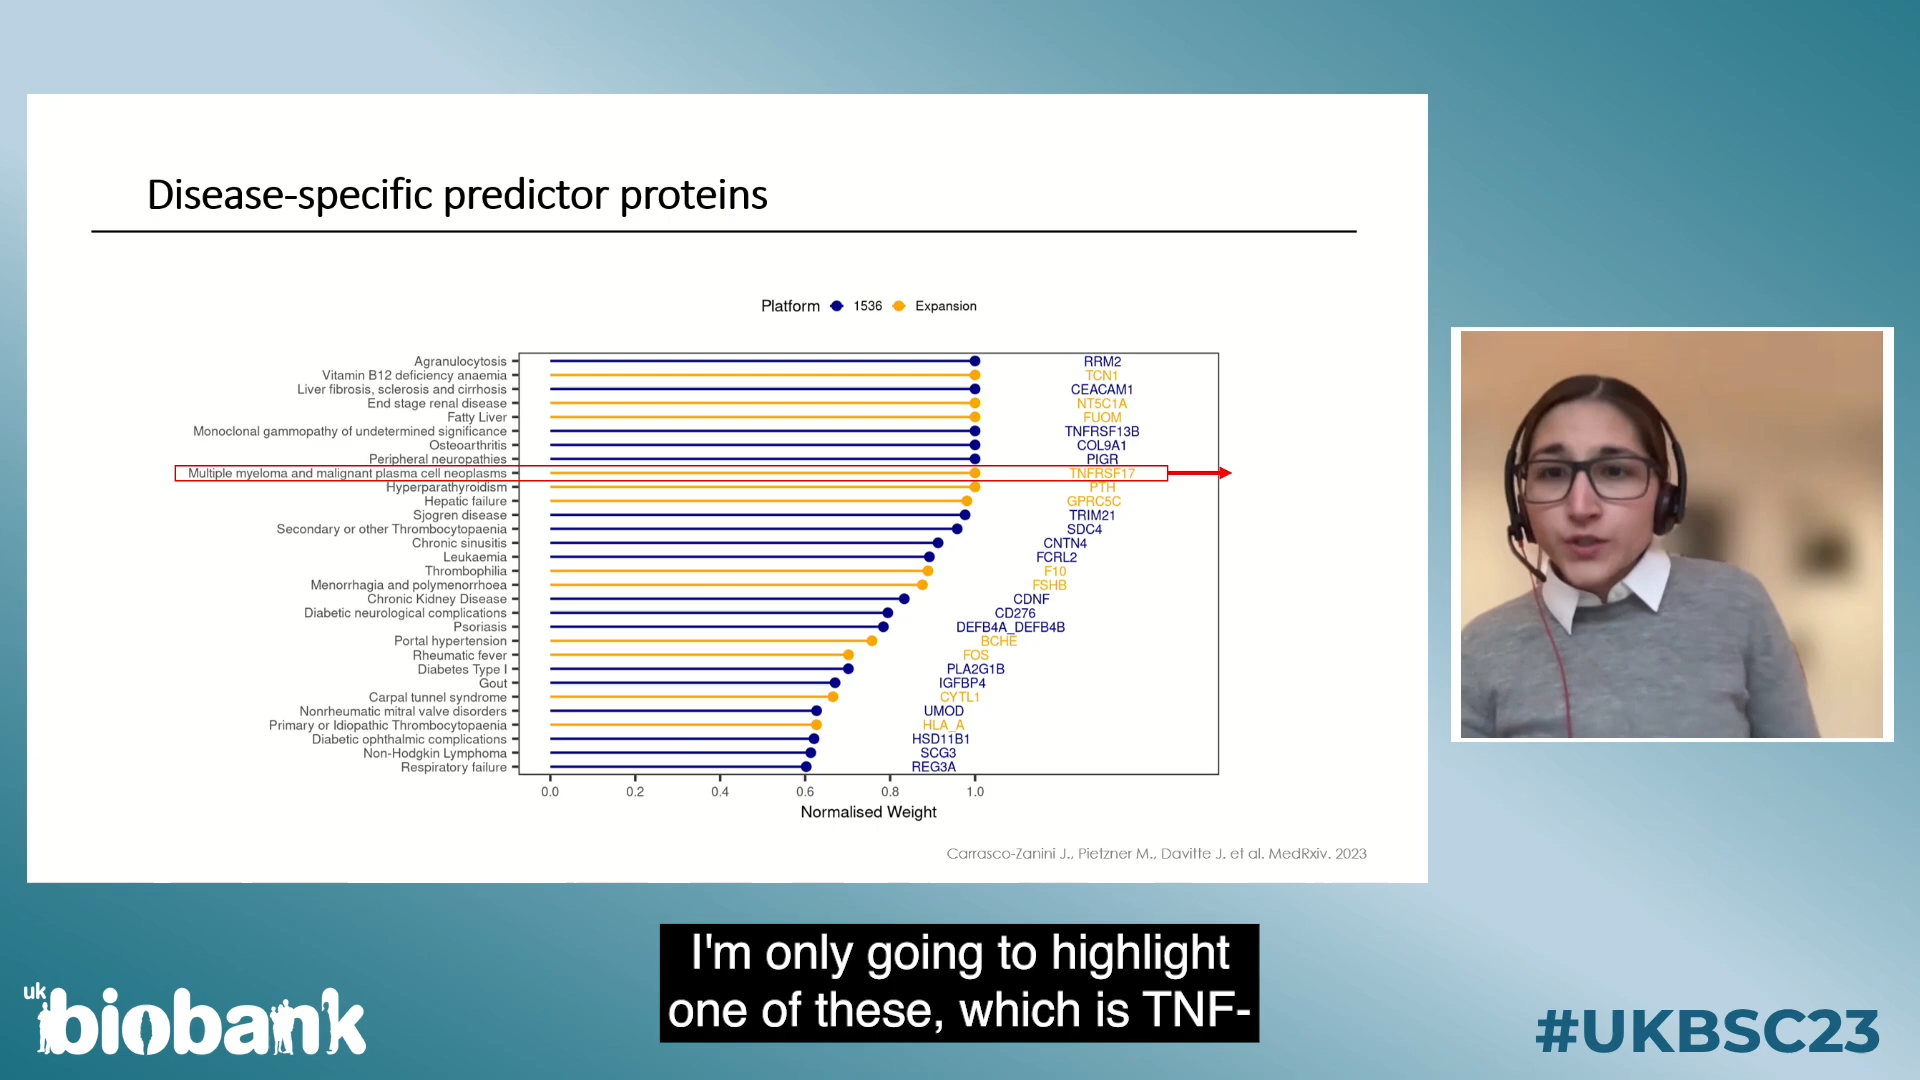 Disease-specific predictor proteins
Platform 1536 Expansion
Agranulocytosis RRM2
Vitamin B12 deficiency anaemia TCN1
Liver fibrosis, sclerosis and cirrhosis CEACAM1
End stage renal disease NT5C1A
Fatty Liver FUOM
Monoclonal gammopathy of undetermined significance TNFRSF13B
Osteoarthritis COL9A1
Peripheral neuropathies PIGR
Multiple myeloma and malignant plasma cell neoplasms TNFRSF17
Hyperparathyroidism PTH
Hepatic failure GPRC5C
Sjogren disease TRIM21
Secondary or other Thrombocytopaenia SDC4
Chronic sinusitis CNTN4
Leukaemia FCRL2
Thrombophilia F10
Menorrhagia and polymenorrhoea FSHB
Chronic Kidney Disease CDNF
Diabetic neurological complications CD276
Psoriasis DEFB4A_DEFB4B
Portal hypertension BCHE
Rheumatic fever FOS
Diabetes Type I PLA2G1B
Gout IGFBP4
Carpal tunnel syndrome CYTL1
Nonrheumatic mitral valve disorders UMOD
Primary or Idiopathic Thrombocytopaenia HLA_A
Diabetic ophthalmic complications HSD11B1
Non-Hodgkin Lymphoma SCG3
Respiratory failure REG3A
0.0 0.2 0.4 0.6 0.8 1.0
Normalised Weight
Carrasco-Zanini J., Pietzner M., Davitte J. et al. MedRxiv. 2023
I'm only going to highlight
one of these, which is TNF-
uk biobank
#UKBSC23